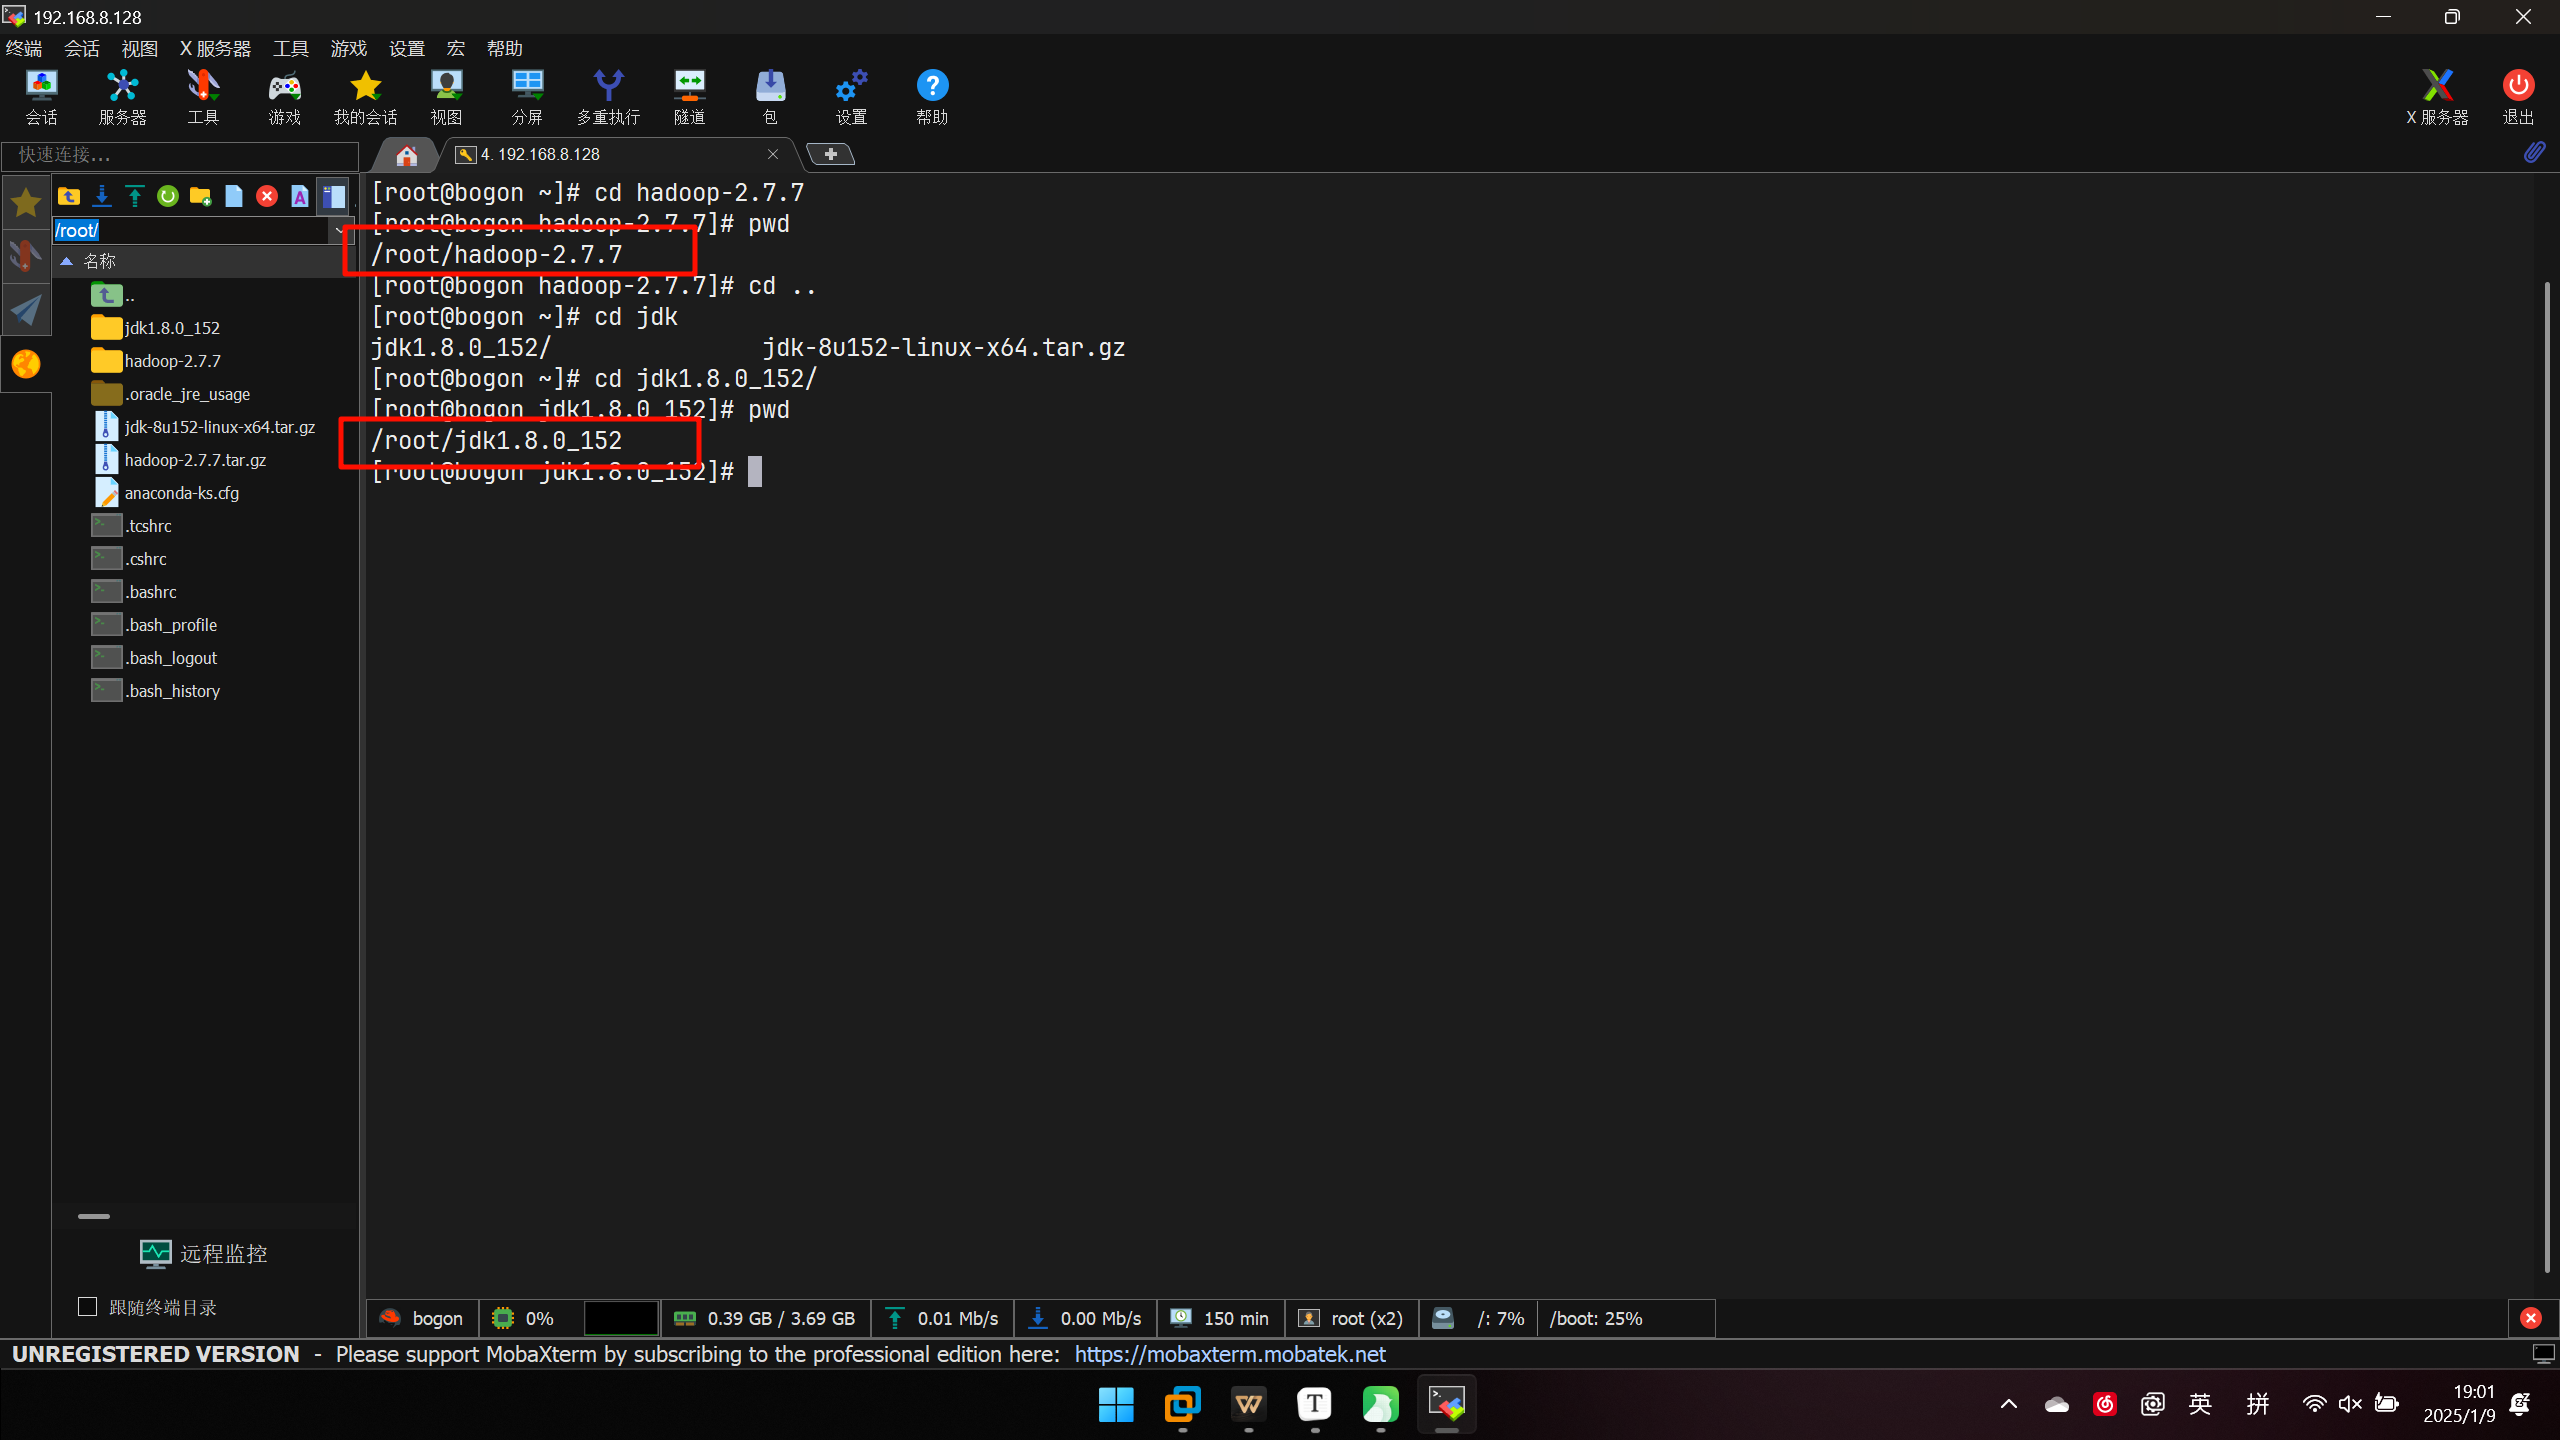 192.168.8.128
终端 会话 视图 X 服务器 工具 游戏 设置 宏 帮助
会话 服务器 工具 游戏 我的会话 视图 分屏 多重执行 隧道 包 设置 帮助 X 服务器 退出
快速连接...
4. 192.168.8.128
/root/
名称
..
jdk1.8.0_152
hadoop-2.7.7
.oracle_jre_usage
jdk-8u152-linux-x64.tar.gz
hadoop-2.7.7.tar.gz
anaconda-ks.cfg
.tcshrc
.cshrc
.bashrc
.bash_profile
.bash_logout
.bash_history
远程监控
跟随终端目录
[root@bogon ~]# cd hadoop-2.7.7
[root@bogon hadoop-2.7.7]# pwd
/root/hadoop-2.7.7
[root@bogon hadoop-2.7.7]# cd ..
[root@bogon ~]# cd jdk
jdk1.8.0_152/ jdk-8u152-linux-x64.tar.gz
[root@bogon ~]# cd jdk1.8.0_152/
[root@bogon jdk1.8.0_152]# pwd
/root/jdk1.8.0_152
[root@bogon jdk1.8.0_152]#
bogon 0% 0.39 GB / 3.69 GB 0.01 Mb/s 0.00 Mb/s 150 min root (x2) /: 7% /boot: 25%
UNREGISTERED VERSION - Please support MobaXterm by subscribing to the professional edition here: https://mobaxterm.mobatek.net
英 拼 19:01
2025/1/9